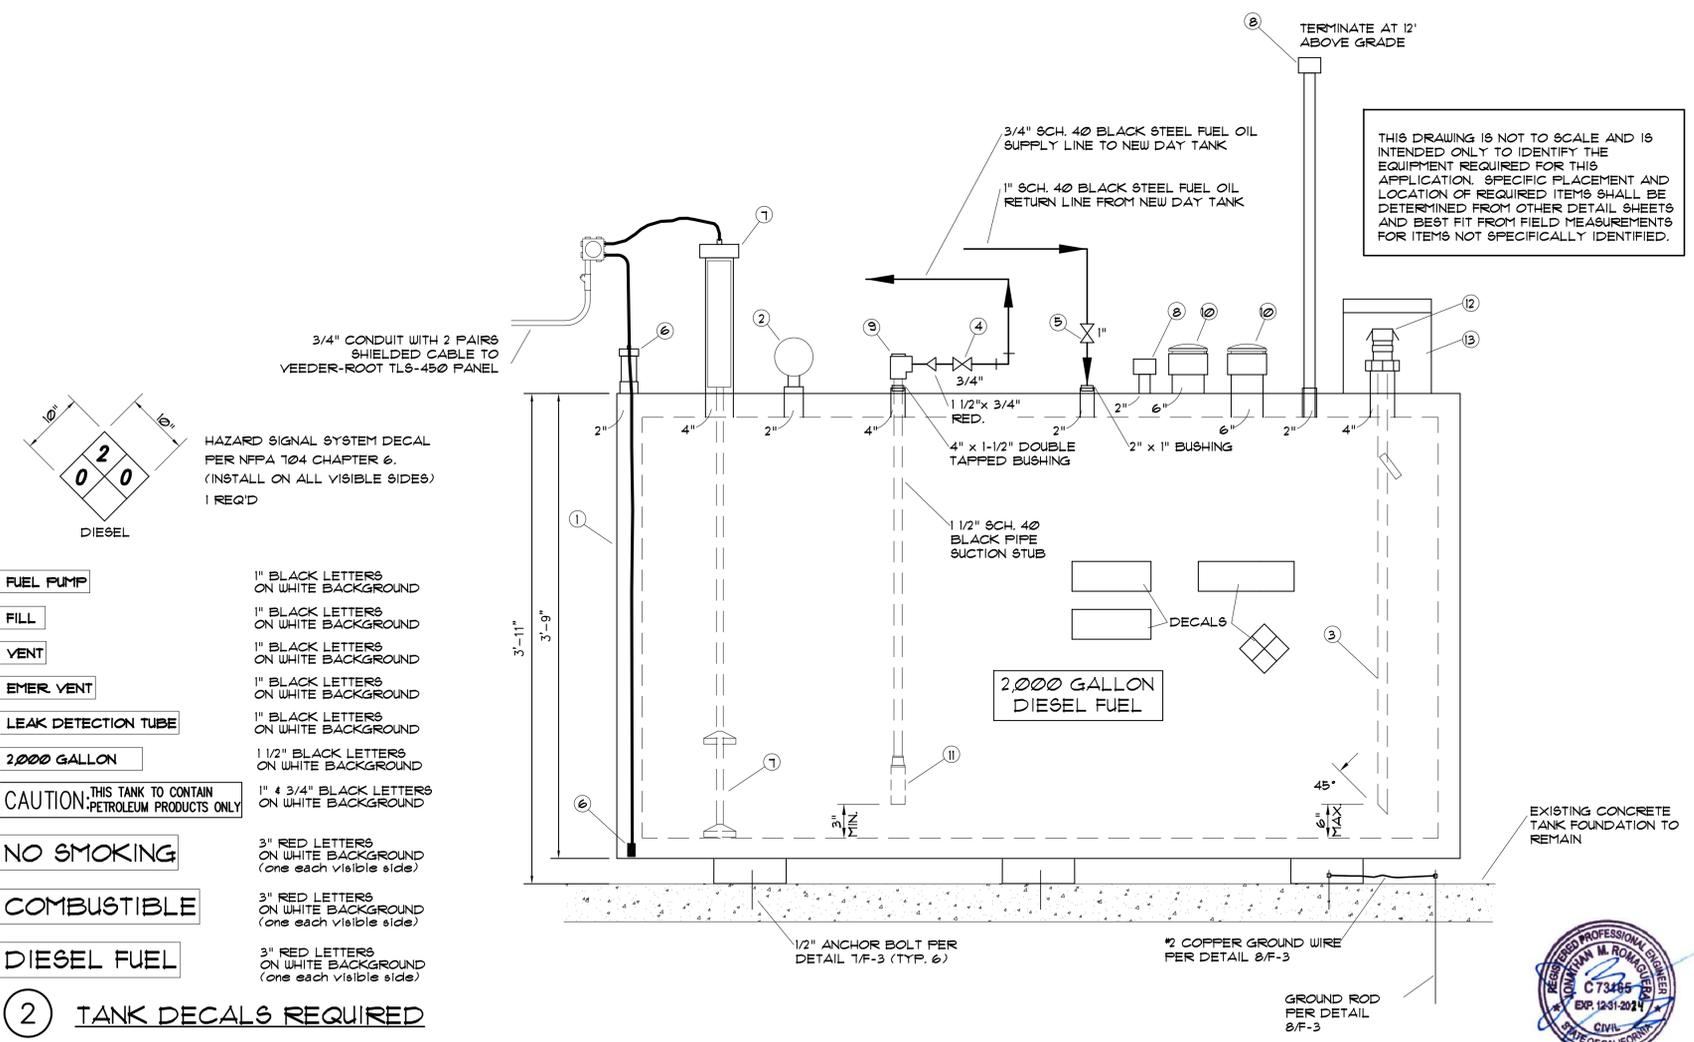 8
TERMINATE AT 12'
ABOVE GRADE
THIS DRAWING IS NOT TO SCALE AND IS
INTENDED ONLY TO IDENTIFY THE
EQUIPMENT REQUIRED FOR THIS
APPLICATION. SPECIFIC PLACEMENT AND
LOCATION OF REQUIRED ITEMS SHALL BE
DETERMINED FROM OTHER DETAIL SHEETS
AND BEST FIT FROM FIELD MEASUREMENTS
FOR ITEMS NOT SPECIFICALLY IDENTIFIED.
3/4" SCH. 40 BLACK STEEL FUEL OIL
SUPPLY LINE TO NEW DAY TANK
1" SCH. 40 BLACK STEEL FUEL OIL
RETURN LINE FROM NEW DAY TANK
7
3/4" CONDUIT WITH 2 PAIRS
SHIELDED CABLE TO
VEEDER-ROOT TLS-450 PANEL
6
2
9
4
5
8
10
10
12
13
3/4"
1"
2"
4"
2"
4"
1 1/2"x 3/4"
RED.
2"
2"
6"
6"
2"
4"
4" x 1-1/2" DOUBLE
TAPPED BUSHING
2" x 1" BUSHING
10"
10"
2
0
0
DIESEL
HAZARD SIGNAL SYSTEM DECAL
PER NFPA 704 CHAPTER 6.
(INSTALL ON ALL VISIBLE SIDES)
1 REQ'D
1
1 1/2" SCH. 40
BLACK PIPE
SUCTION STUB
3'-11"
3'-9"
DECALS
3
2,000 GALLON
DIESEL FUEL
7
11
6
3"
MIN.
45°
6"
MAX
FUEL PUMP
1" BLACK LETTERS
ON WHITE BACKGROUND
FILL
1" BLACK LETTERS
ON WHITE BACKGROUND
VENT
1" BLACK LETTERS
ON WHITE BACKGROUND
EMER. VENT
1" BLACK LETTERS
ON WHITE BACKGROUND
LEAK DETECTION TUBE
1" BLACK LETTERS
ON WHITE BACKGROUND
2,000 GALLON
1 1/2" BLACK LETTERS
ON WHITE BACKGROUND
CAUTION: THIS TANK TO CONTAIN
PETROLEUM PRODUCTS ONLY
1" & 3/4" BLACK LETTERS
ON WHITE BACKGROUND
NO SMOKING
3" RED LETTERS
ON WHITE BACKGROUND
(one each visible side)
COMBUSTIBLE
3" RED LETTERS
ON WHITE BACKGROUND
(one each visible side)
DIESEL FUEL
3" RED LETTERS
ON WHITE BACKGROUND
(one each visible side)
2 TANK DECALS REQUIRED
EXISTING CONCRETE
TANK FOUNDATION TO
REMAIN
1/2" ANCHOR BOLT PER
DETAIL 7/F-3 (TYP. 6)
#2 COPPER GROUND WIRE
PER DETAIL 8/F-3
GROUND ROD
PER DETAIL
8/F-3
REGISTERED PROFESSIONAL ENGINEER
JONATHAN M. ROMAGUERA
C 73465
EXP. 12-31-2024
CIVIL
STATE OF CALIFORNIA